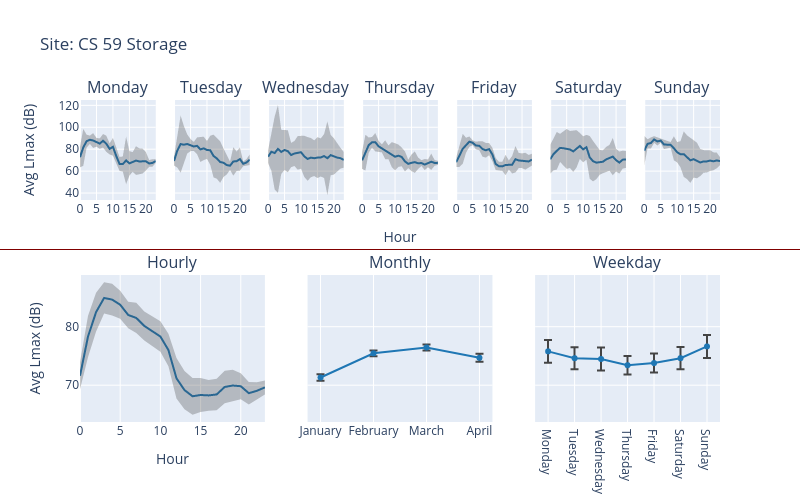 Site: CS 59 Storage
Monday Tuesday Wednesday Thursday Friday Saturday Sunday
Avg Lmax (dB)
120
100
80
60
40
0 5 10 15 20 0 5 10 15 20 0 5 10 15 20 0 5 10 15 20 0 5 10 15 20 0 5 10 15 20 0 5 10 15 20
Hour
Hourly Monthly Weekday
Avg Lmax (dB)
80
70
0 5 10 15 20
Hour
January February March April
Monday
Tuesday
Wednesday
Thursday
Friday
Saturday
Sunday